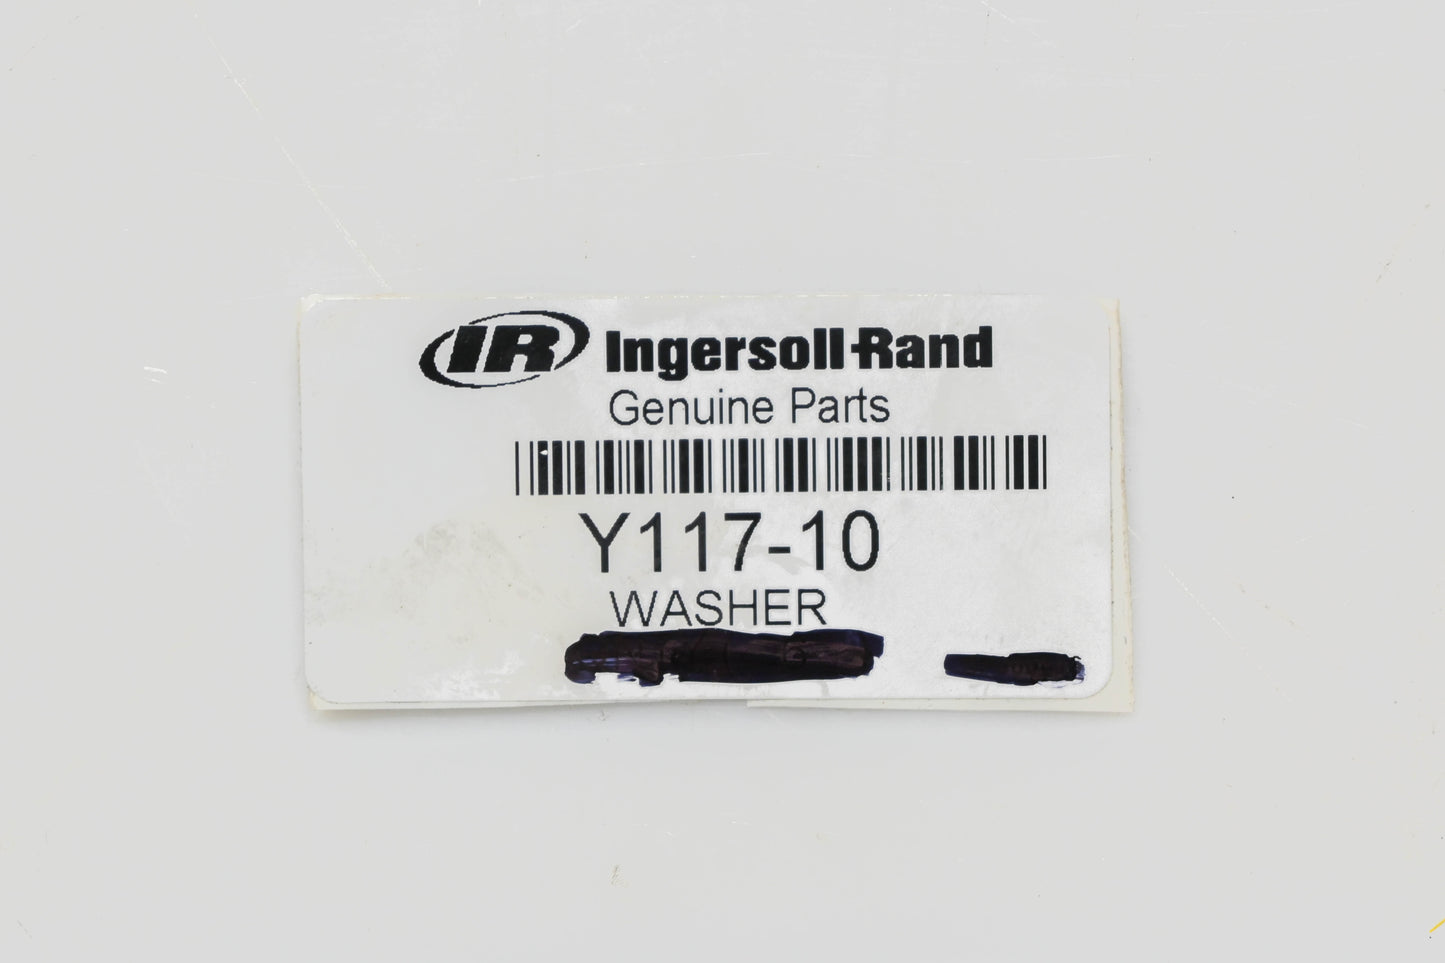 IR Ingersoll-Rand
Genuine Parts
Y117-10
WASHER